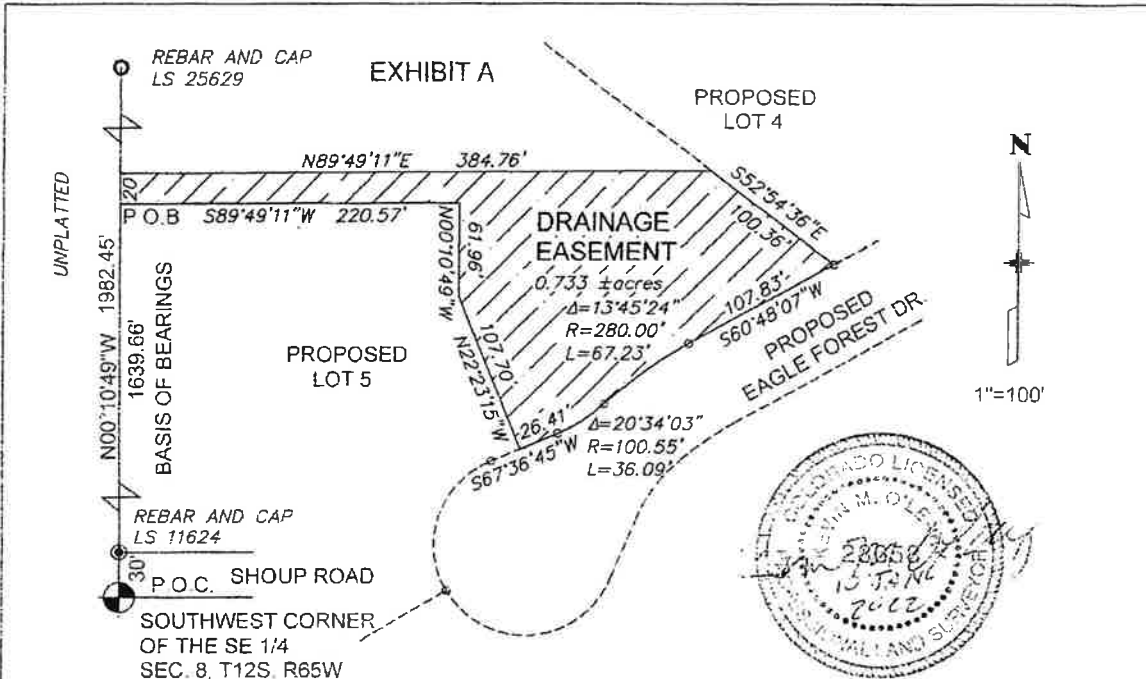 EXHIBIT A
REBAR AND CAP
LS 25629
PROPOSED
LOT 4
N
N89°49'11"E 384.76'
S52°54'36"E
100.36'
UNPLATTED
20'
P.O.B S89°49'11"W 220.57'
N00°10'49"W
61.96'
DRAINAGE
EASEMENT
0.733 ±acres
Δ=13°45'24"
R=280.00'
L=67.23'
107.83'
S60°48'07"W
PROPOSED
EAGLE FOREST DR.
N00°10'49"W 1982.45'
1639.66'
BASIS OF BEARINGS
PROPOSED
LOT 5
107.70'
N22°23'15"W
26.41'
S67°36'45"W
Δ=20°34'03"
R=100.55'
L=36.09'
1"=100'
REBAR AND CAP
LS 11624
30'
P.O.C. SHOUP ROAD
SOUTHWEST CORNER
OF THE SE 1/4
SEC. 8, T12S, R65W
COLORADO LICENSED
KEVIN M.
PROFESSIONAL LAND SURVEYOR
2022